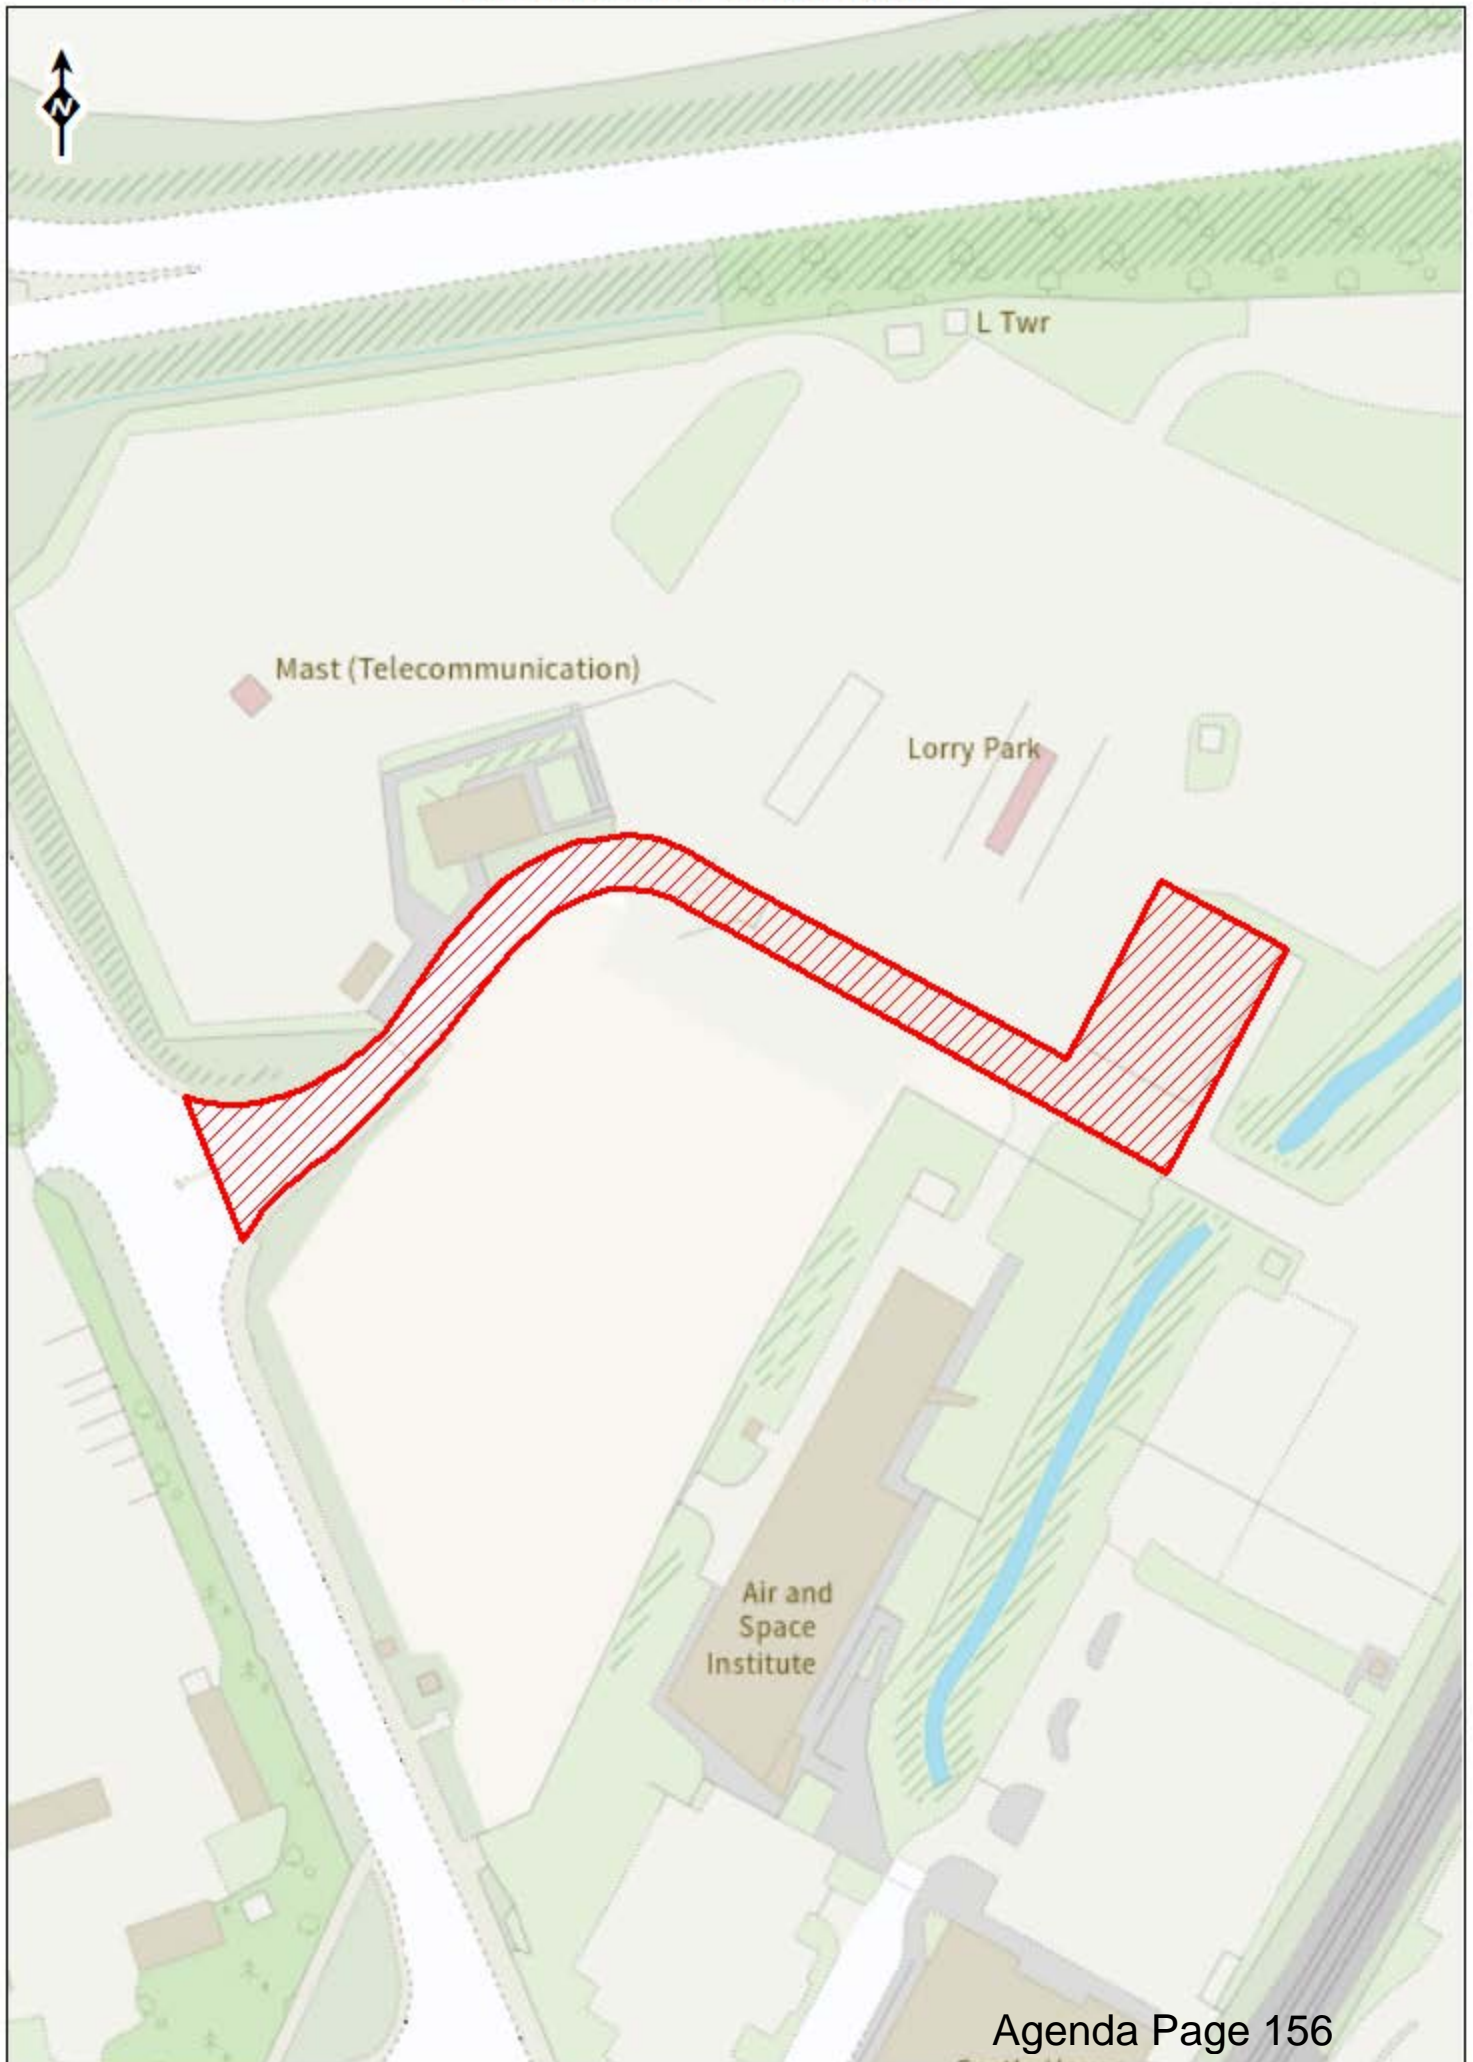 N
L Twr
Mast (Telecommunication)
Lorry Park
Air and
Space
Institute
Agenda Page 156